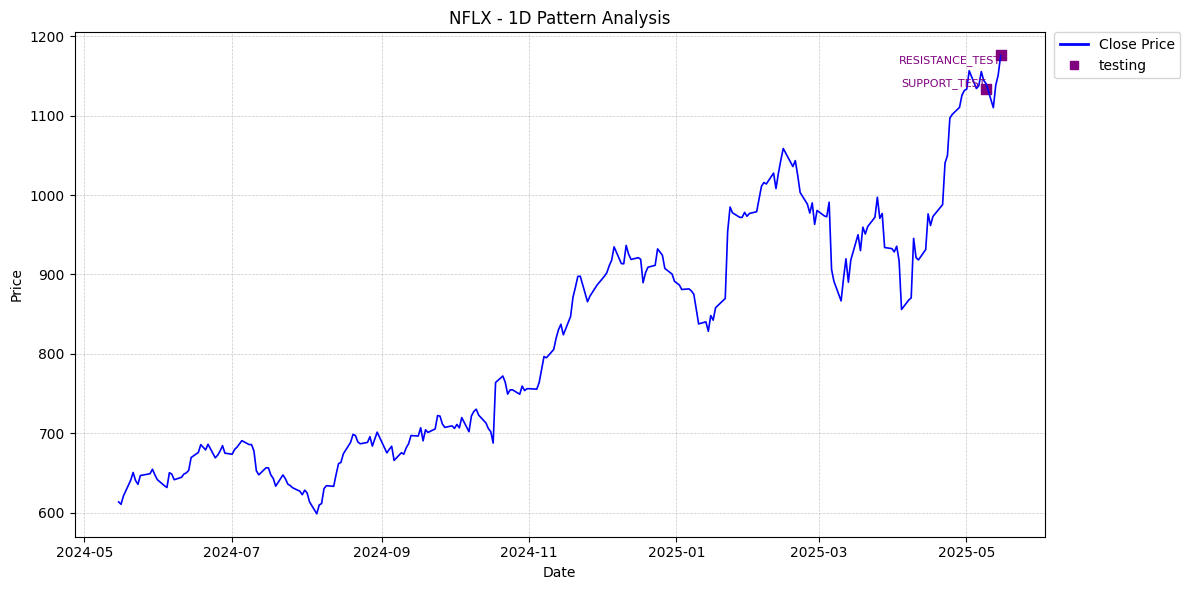 NFLX - 1D Pattern Analysis
Close Price
testing
RESISTANCE_TEST
SUPPORT_TEST
Price
1200
1100
1000
900
800
700
600
2024-05
2024-07
2024-09
2024-11
2025-01
2025-03
2025-05
Date